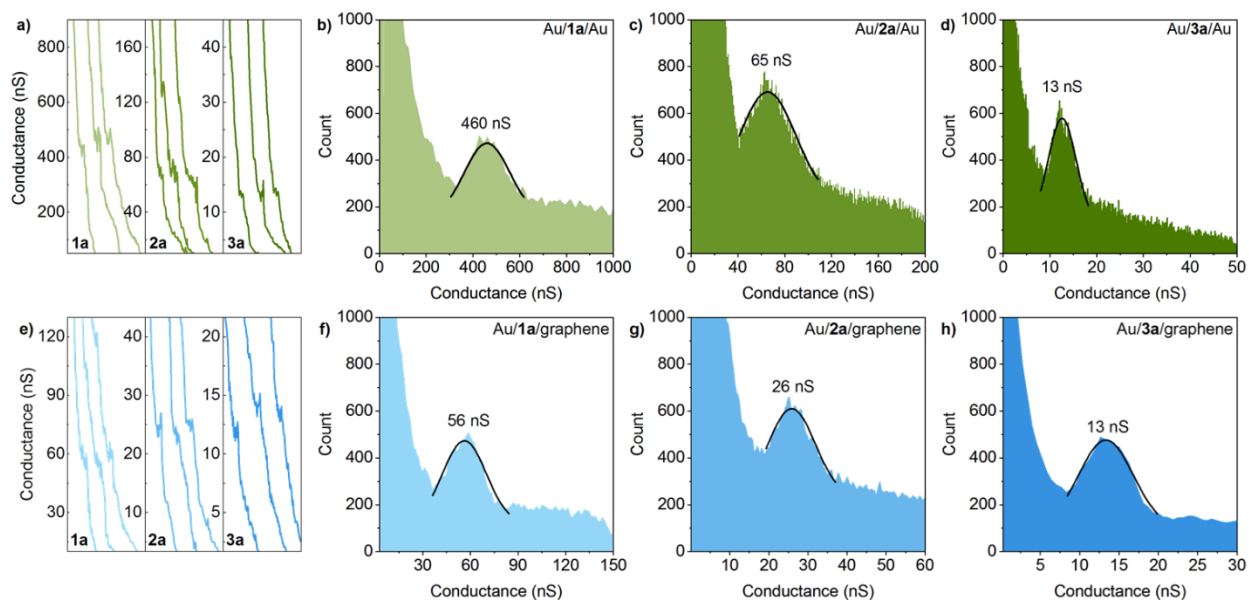 a)
Conductance (nS)
800
600
400
200
1a
160
120
80
40
2a
40
30
20
10
3a
b)
Au/1a/Au
460 nS
Count
1000
800
600
400
200
0
0 200 400 600 800 1000
Conductance (nS)
c)
Au/2a/Au
65 nS
Count
1000
800
600
400
200
0
0 40 80 120 160 200
Conductance (nS)
d)
Au/3a/Au
13 nS
Count
1000
800
600
400
200
0
0 10 20 30 40 50
Conductance (nS)
e)
Conductance (nS)
120
90
60
30
1a
40
30
20
10
2a
20
15
10
5
3a
f)
Au/1a/graphene
56 nS
Count
1000
800
600
400
200
0
30 60 90 120 150
Conductance (nS)
g)
Au/2a/graphene
26 nS
Count
1000
800
600
400
200
0
10 20 30 40 50 60
Conductance (nS)
h)
Au/3a/graphene
13 nS
Count
1000
800
600
400
200
0
5 10 15 20 25 30
Conductance (nS)